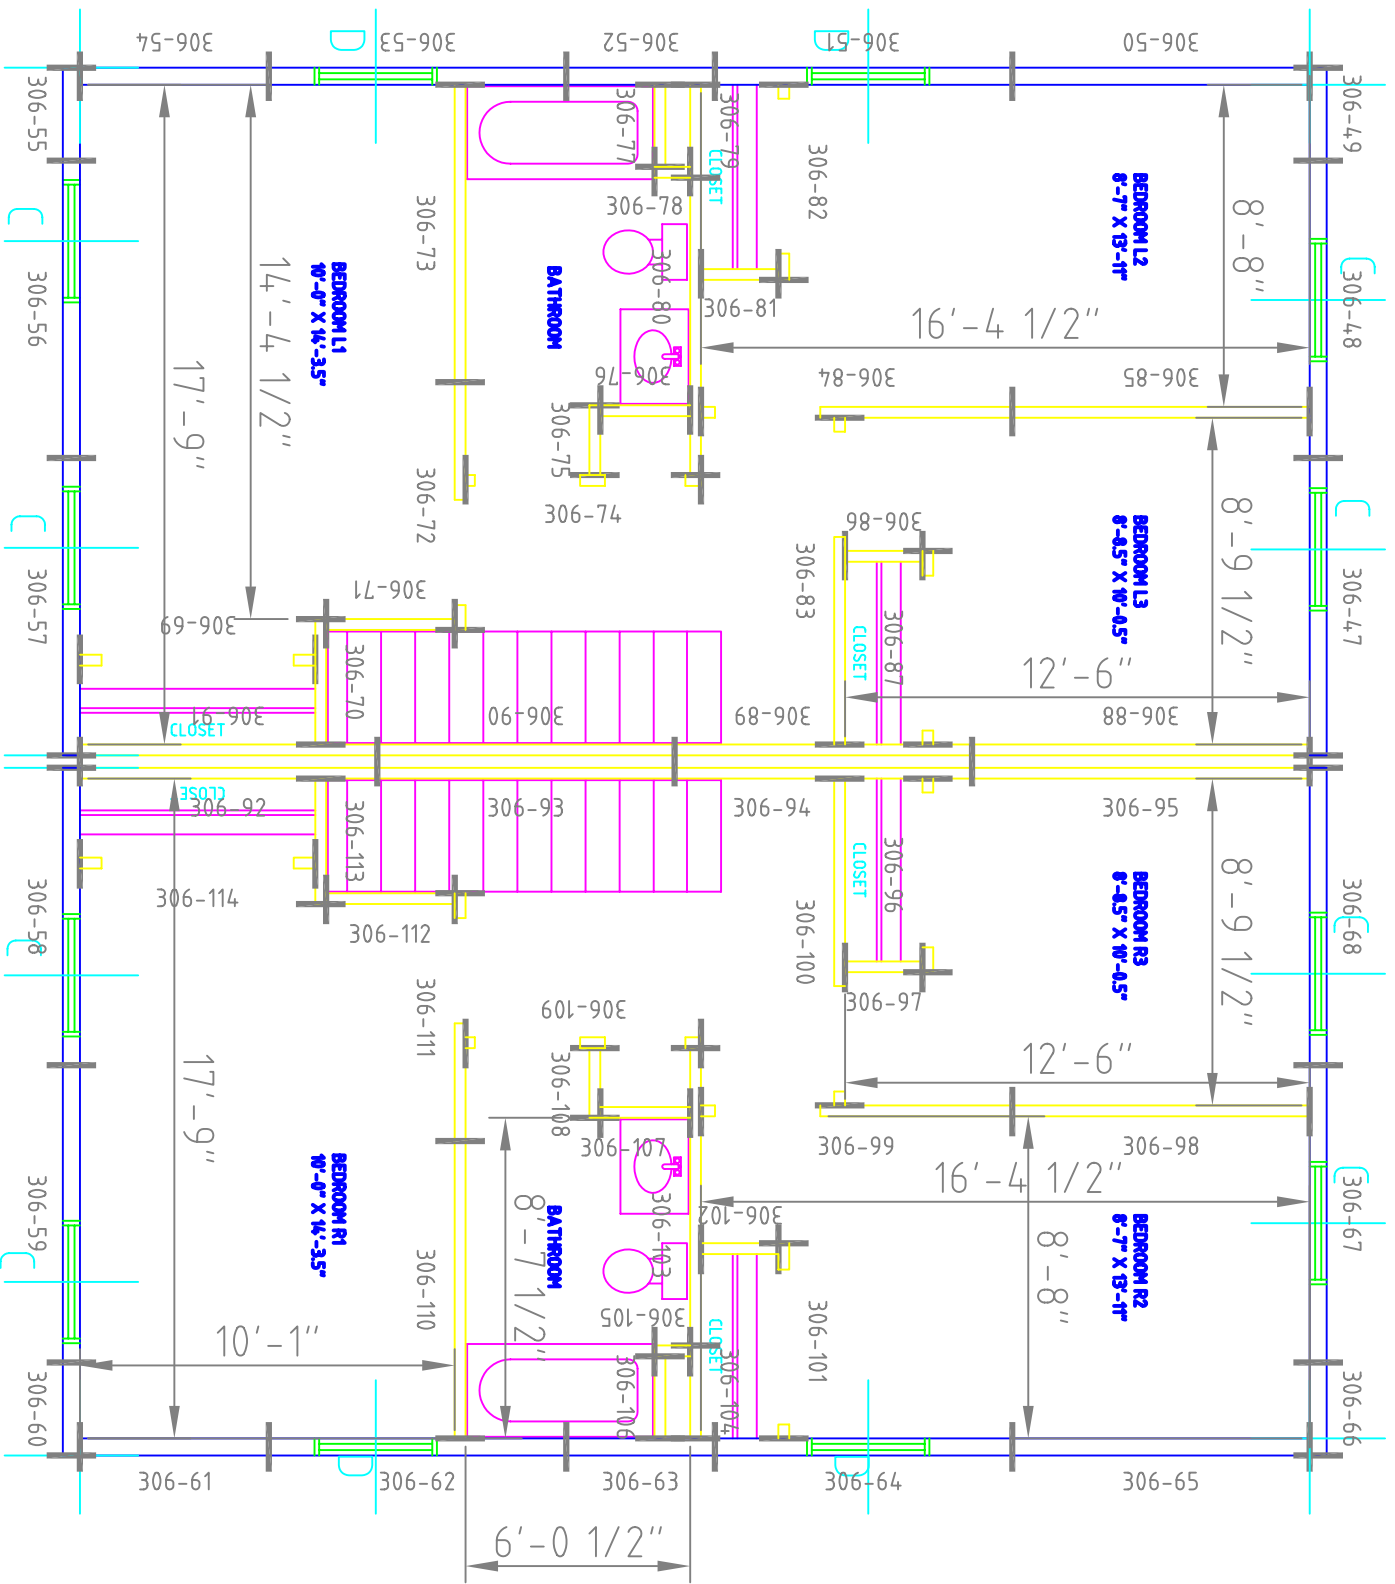 306-54
306-53
306-52
306-51
306-50
D
D
306-55
306-77
306-79
306-49
CLOSET
306-82
BEDROOM L2
8'-7" X 13'-11"
8'-8"
C
306-73
306-78
306-56
14'-4 1/2"
BEDROOM L1
10'-0" X 14'-3.5"
BATHROOM
306-80
306-81
16'-4 1/2"
C
306-48
17'-9"
306-76
306-84
306-85
306-75
306-72
306-74
C
306-57
306-86
306-83
BEDROOM L3
8'-8.5" X 10'-0.5"
8'-9 1/2"
C
306-47
306-71
306-69
306-70
CLOSET
306-87
12'-6"
306-91
CLOSET
306-90
306-89
306-88
CLOSE
306-92
306-93
306-94
306-95
306-113
306-114
306-112
CLOSET
306-96
306-100
306-97
BEDROOM R3
8'-8.5" X 10'-0.5"
8'-9 1/2"
C
306-68
306-58
C
306-111
306-109
306-108
306-107
12'-6"
306-99
306-98
17'-9"
16'-4 1/2"
C
306-67
306-59
C
BEDROOM R1
10'-0" X 14'-3.5"
8'-7 1/2"
BATHROOM
306-103
306-102
8'-8"
BEDROOM R2
8'-7" X 13'-11"
306-110
306-105
10'-1"
CLOSET
306-101
306-106
306-104
306-60
306-66
306-61
306-62
306-63
306-64
306-65
D
D
6'-0 1/2"